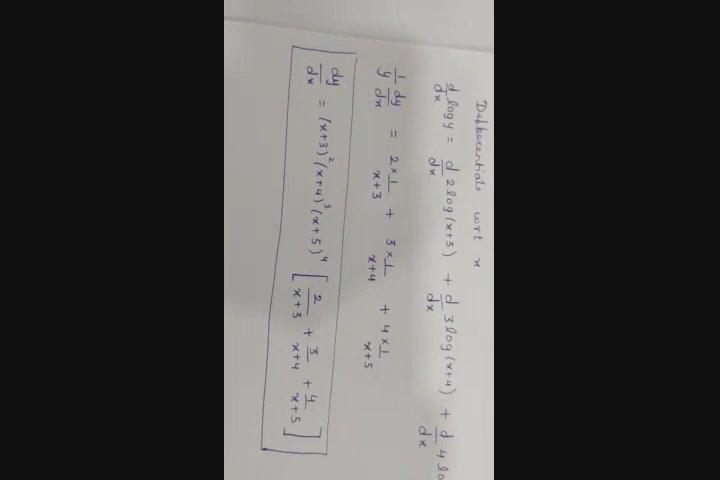 Differentiate wrt x
d/dx log y = d/dx 2 log (x+3) + d/dx 3 log (x+4) + d/dx 4 lo
1/y dy/dx = 2 × 1/x+3 + 3 × 1/x+4 + 4 × 1/x+5
dy/dx = (x+3)² (x+4)³ (x+5)⁴ [ 2/x+3 + 3/x+4 + 4/x+5 ]